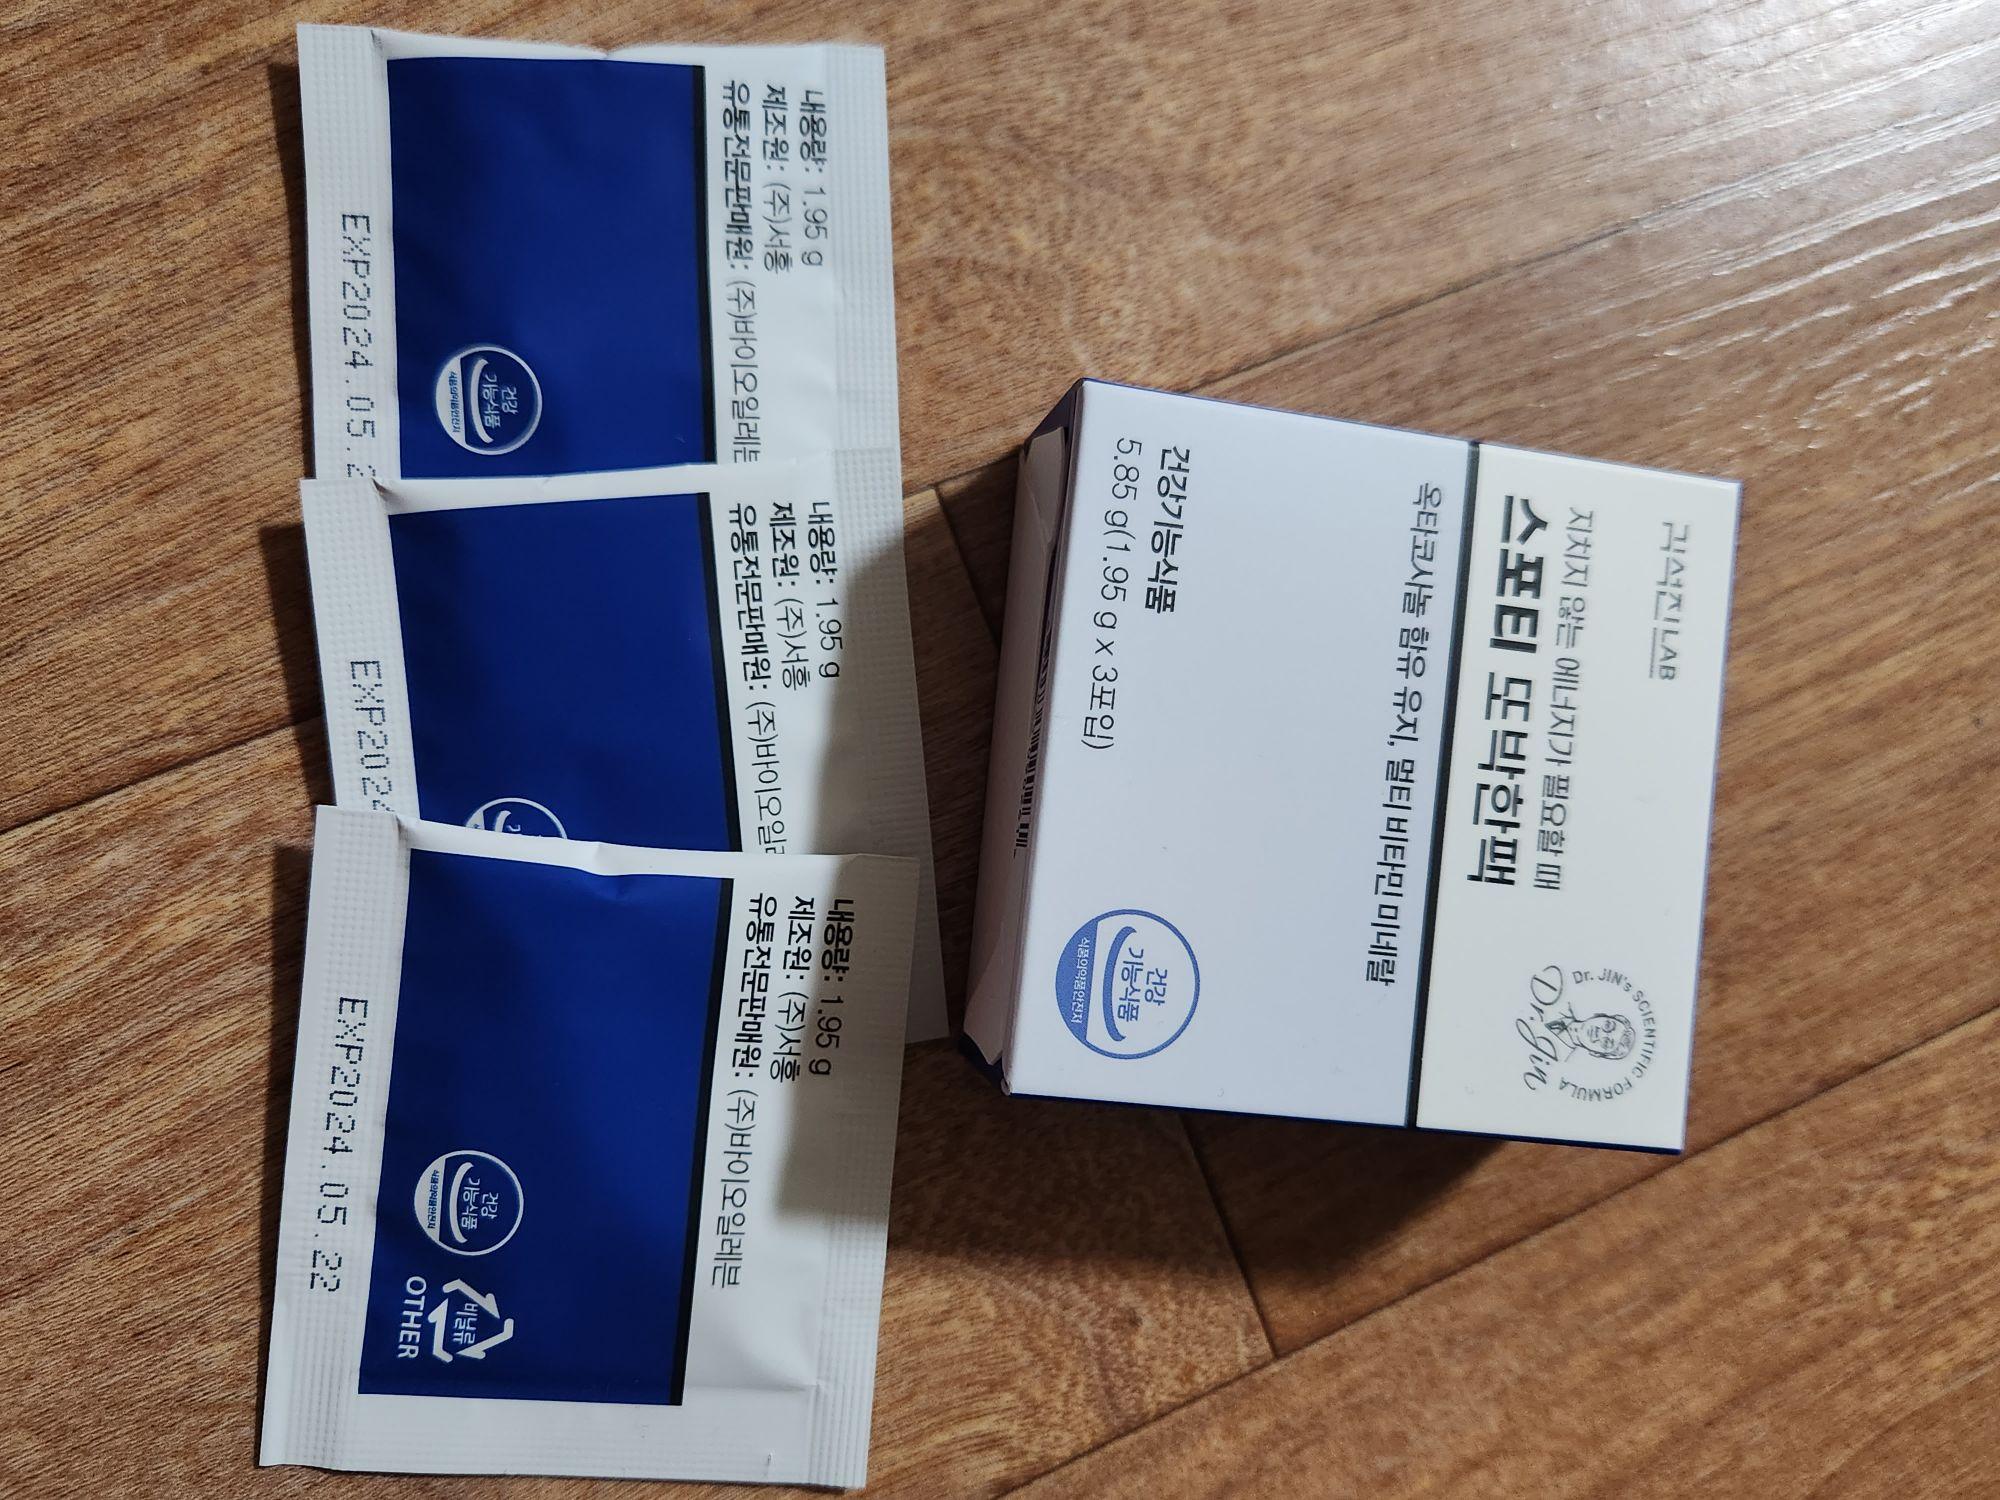 내용량: 1.95 g
제조원: (주)서흥
유통전문판매원: (주)바이오일레븐
건강
기능식품
식품의약품안전처
EXP2024.05.2
내용량: 1.95 g
제조원: (주)서흥
유통전문판매원: (주)바이오일레
EXP2024
내용량: 1.95 g
제조원: (주)서흥
유통전문판매원: (주)바이오일레븐
건강
기능식품
식품의약품안전처
비닐류
OTHER
EXP2024.05.22
김석진LAB
지치지 않는 에너지가 필요할 때
스포티 또박한팩
Dr. JIN's SCIENTIFIC FORMULA
Dr.Jin
옥타코사놀 함유 유지, 멀티 비타민 미네랄
건강기능식품
5.85 g(1.95 g x 3포입)
건강
기능식품
식품의약품안전처